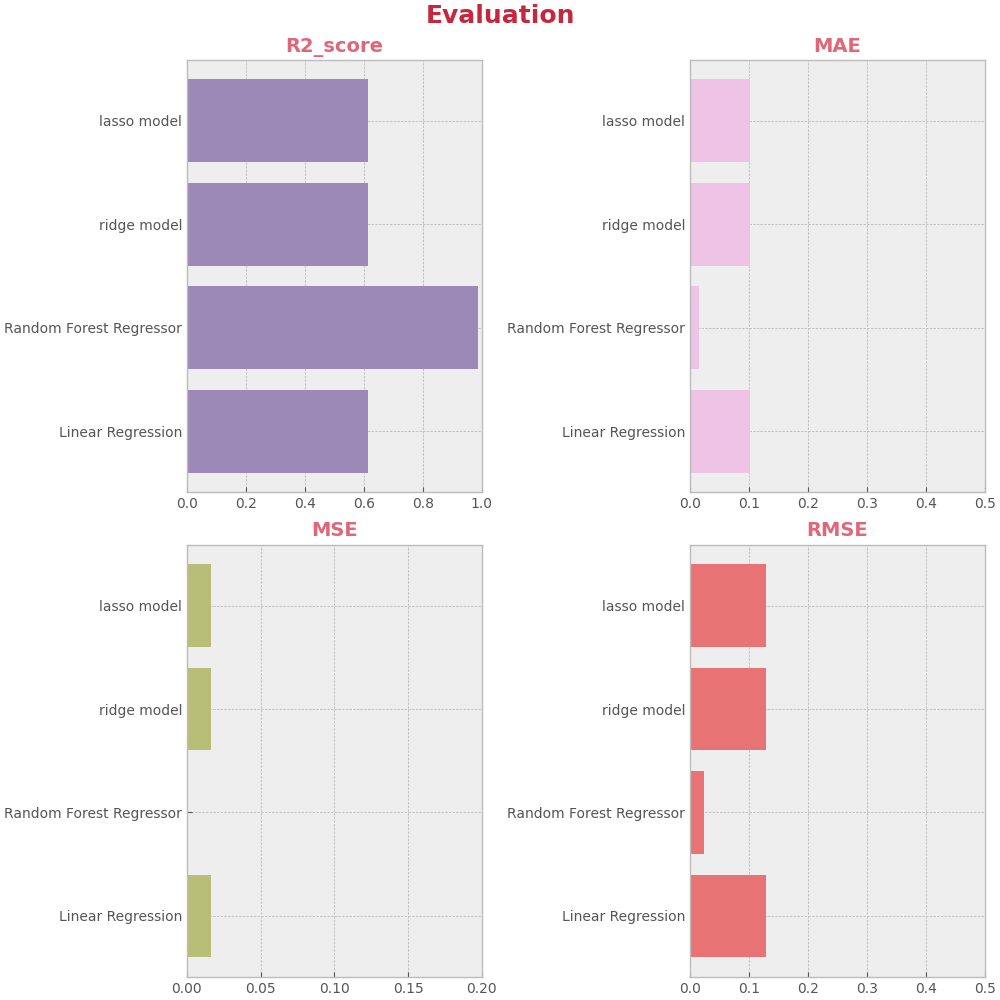 Evaluation
R2_score
lasso model
ridge model
Random Forest Regressor
Linear Regression
0.0 0.2 0.4 0.6 0.8 1.0
MAE
lasso model
ridge model
Random Forest Regressor
Linear Regression
0.0 0.1 0.2 0.3 0.4 0.5
MSE
lasso model
ridge model
Random Forest Regressor
Linear Regression
0.00 0.05 0.10 0.15 0.20
RMSE
lasso model
ridge model
Random Forest Regressor
Linear Regression
0.0 0.1 0.2 0.3 0.4 0.5